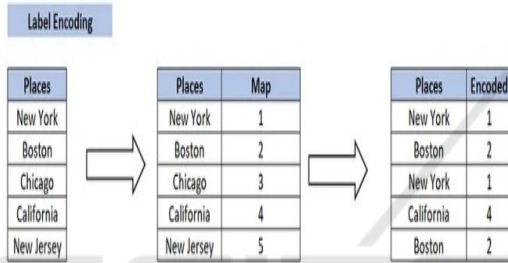 Label Encoding
Places Places Map Places Encoded
New York New York 1 New York 1
Boston Boston 2 Boston 2
Chicago Chicago 3 New York 1
California California 4 California 4
New Jersey New Jersey 5 Boston 2